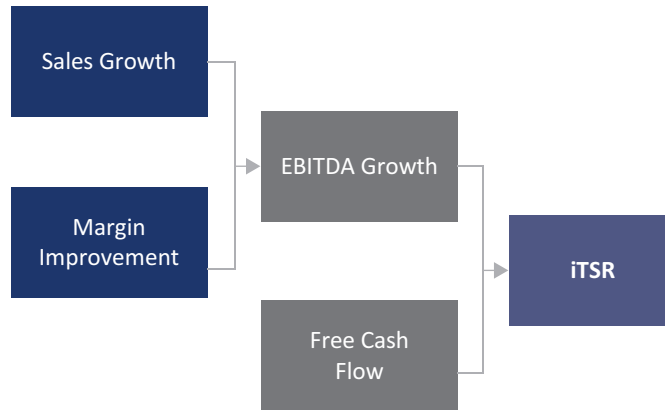 Sales Growth
Margin
Improvement
EBITDA Growth
Free Cash
Flow
iTSR